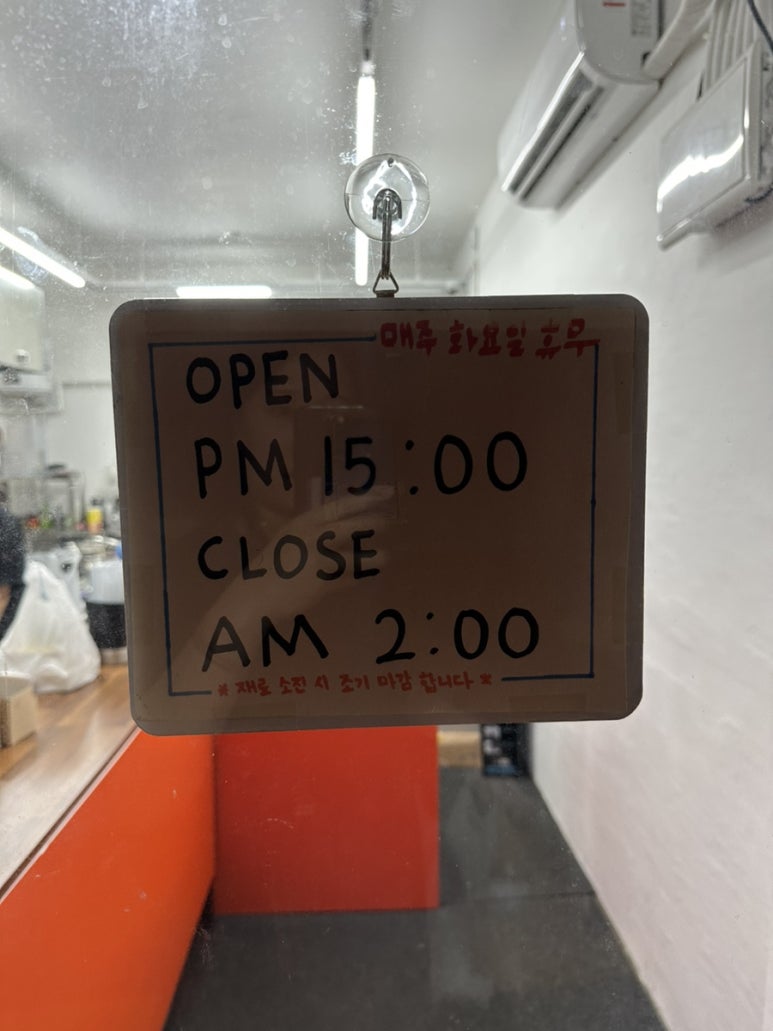 매주 화요일 휴무
OPEN
PM 15:00
CLOSE
AM 2:00
* 재료 소진 시 조기 마감 합니다 *